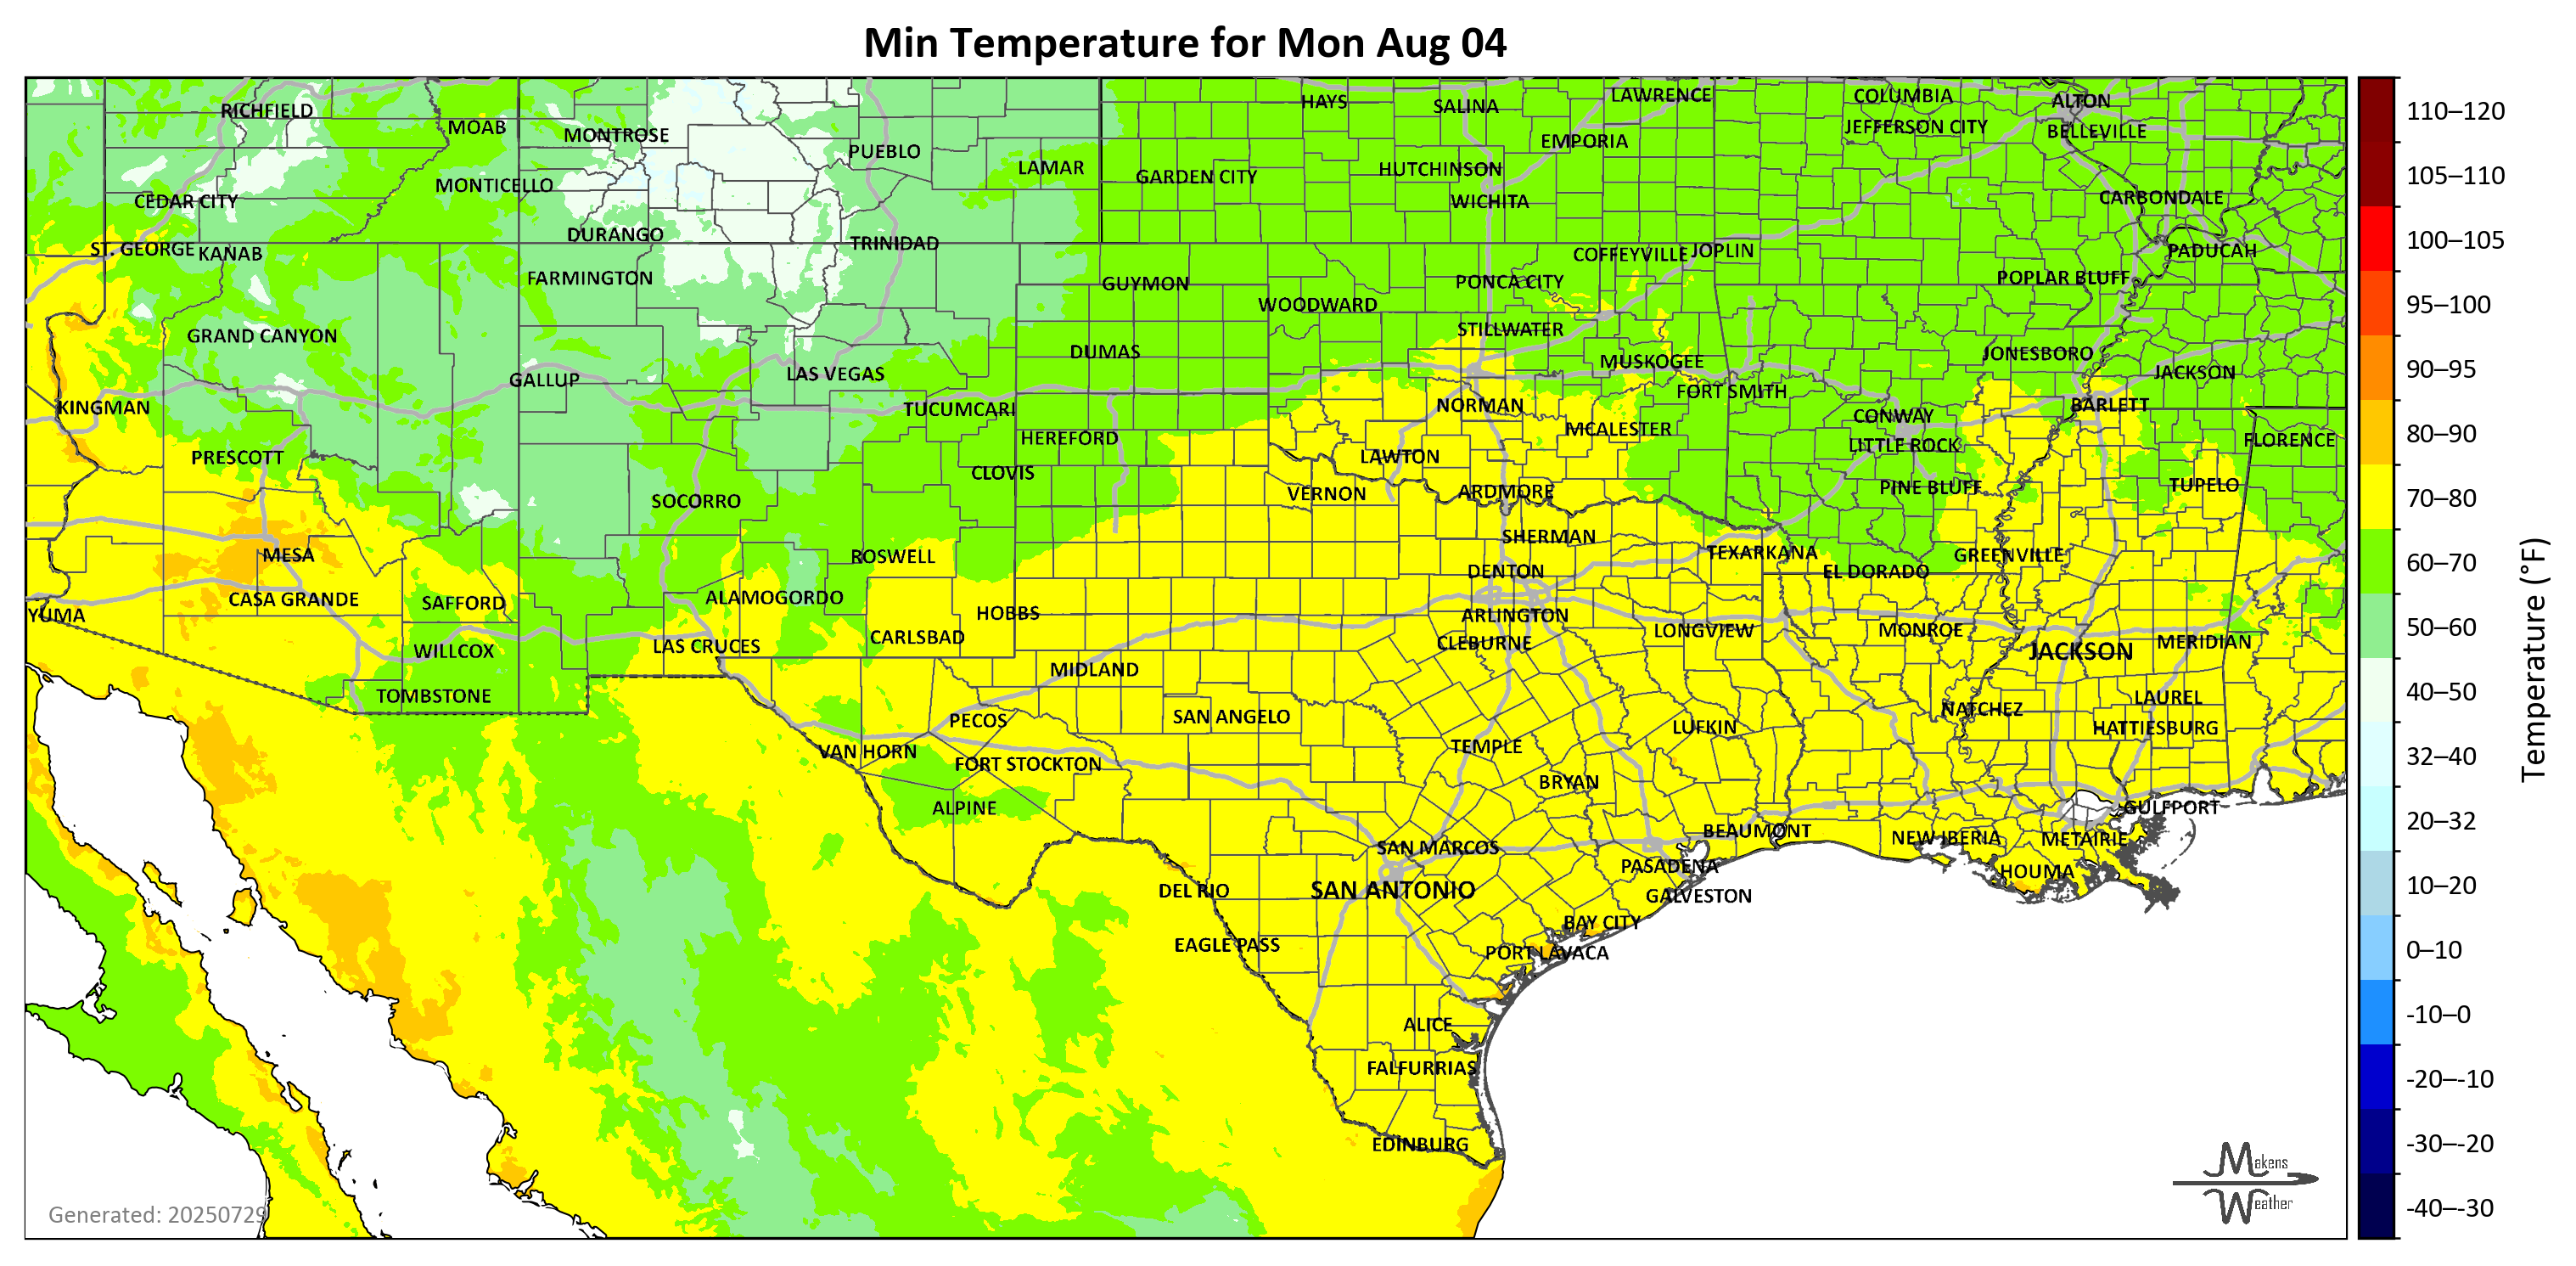 Min Temperature for Mon Aug 04
RICHFIELD
MOAB
MONTROSE
PUEBLO
LAMAR
HAYS
SALINA
LAWRENCE
COLUMBIA
ALTON
JEFFERSON CITY
BELLEVILLE
EMPORIA
HUTCHINSON
GARDEN CITY
WICHITA
MONTICELLO
CEDAR CITY
CARBONDALE
DURANGO
TRINIDAD
ST. GEORGE
KANAB
COFFEYVILLE
JOPLIN
PADUCAH
FARMINGTON
GUYMON
PONCA CITY
POPLAR BLUFF
WOODWARD
GRAND CANYON
STILLWATER
DUMAS
MUSKOGEE
JONESBORO
GALLUP
LAS VEGAS
JACKSON
FORT SMITH
KINGMAN
TUCUMCARI
NORMAN
BARLETT
CONWAY
HEREFORD
MCALESTER
LITTLE ROCK
FLORENCE
PRESCOTT
LAWTON
CLOVIS
SOCORRO
VERNON
ARDMORE
PINE BLUFF
TUPELO
SHERMAN
MESA
ROSWELL
TEXARKANA
GREENVILLE
DENTON
EL DORADO
CASA GRANDE
SAFFORD
ALAMOGORDO
YUMA
HOBBS
ARLINGTON
LAS CRUCES
CARLSBAD
CLEBURNE
LONGVIEW
MONROE
MERIDIAN
WILLCOX
JACKSON
MIDLAND
TOMBSTONE
LAUREL
PECOS
SAN ANGELO
NATCHEZ
LUFKIN
HATTIESBURG
VAN HORN
TEMPLE
FORT STOCKTON
BRYAN
ALPINE
GULFPORT
BEAUMONT
NEW IBERIA
METAIRIE
SAN MARCOS
PASADENA
HOUMA
DEL RIO
SAN ANTONIO
GALVESTON
BAY CITY
EAGLE PASS
PORT LAVACA
ALICE
FALFURRIAS
EDINBURG
Generated: 20250729
Makens
Weather
110–120
105–110
100–105
95–100
90–95
80–90
70–80
60–70
50–60
40–50
32–40
20–32
10–20
0–10
-10–0
-20–-10
-30–-20
-40–-30
Temperature (°F)